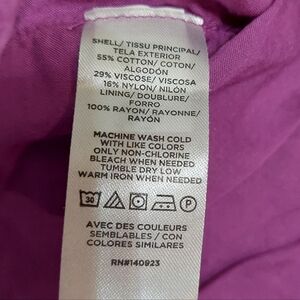 SHELL/ TISSU PRINCIPAL/
TELA EXTERIOR
55% COTTON/ COTON/
ALGODÓN
29% VISCOSE/ VISCOSA
16% NYLON/ NILÓN
LINING/ DOUBLURE/
FORRO
100% RAYON/ RAYONNE/
RAYÓN
MACHINE WASH COLD
WITH LIKE COLORS
ONLY NON-CHLORINE
BLEACH WHEN NEEDED
TUMBLE DRY LOW
WARM IRON WHEN NEEDED
30 P
AVEC DES COULEURS
SEMBLABLES / CON
COLORES SIMILARES
RN#140923